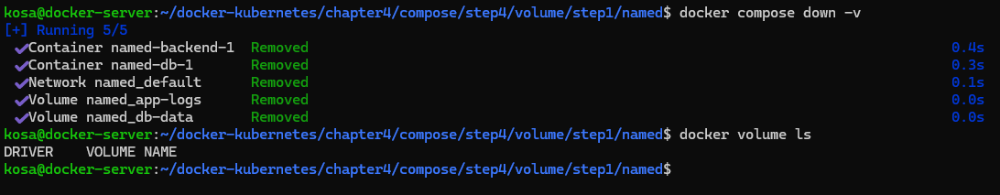 kosa@docker-server:~/docker-kubernetes/chapter4/compose/step4/volume/step1/named$ docker compose down -v
[+] Running 5/5
✔Container named-backend-1 Removed 0.4s
✔Container named-db-1 Removed 0.3s
✔Network named_default Removed 0.1s
✔Volume named_app-logs Removed 0.0s
✔Volume named_db-data Removed 0.0s
kosa@docker-server:~/docker-kubernetes/chapter4/compose/step4/volume/step1/named$ docker volume ls
DRIVER    VOLUME NAME
kosa@docker-server:~/docker-kubernetes/chapter4/compose/step4/volume/step1/named$